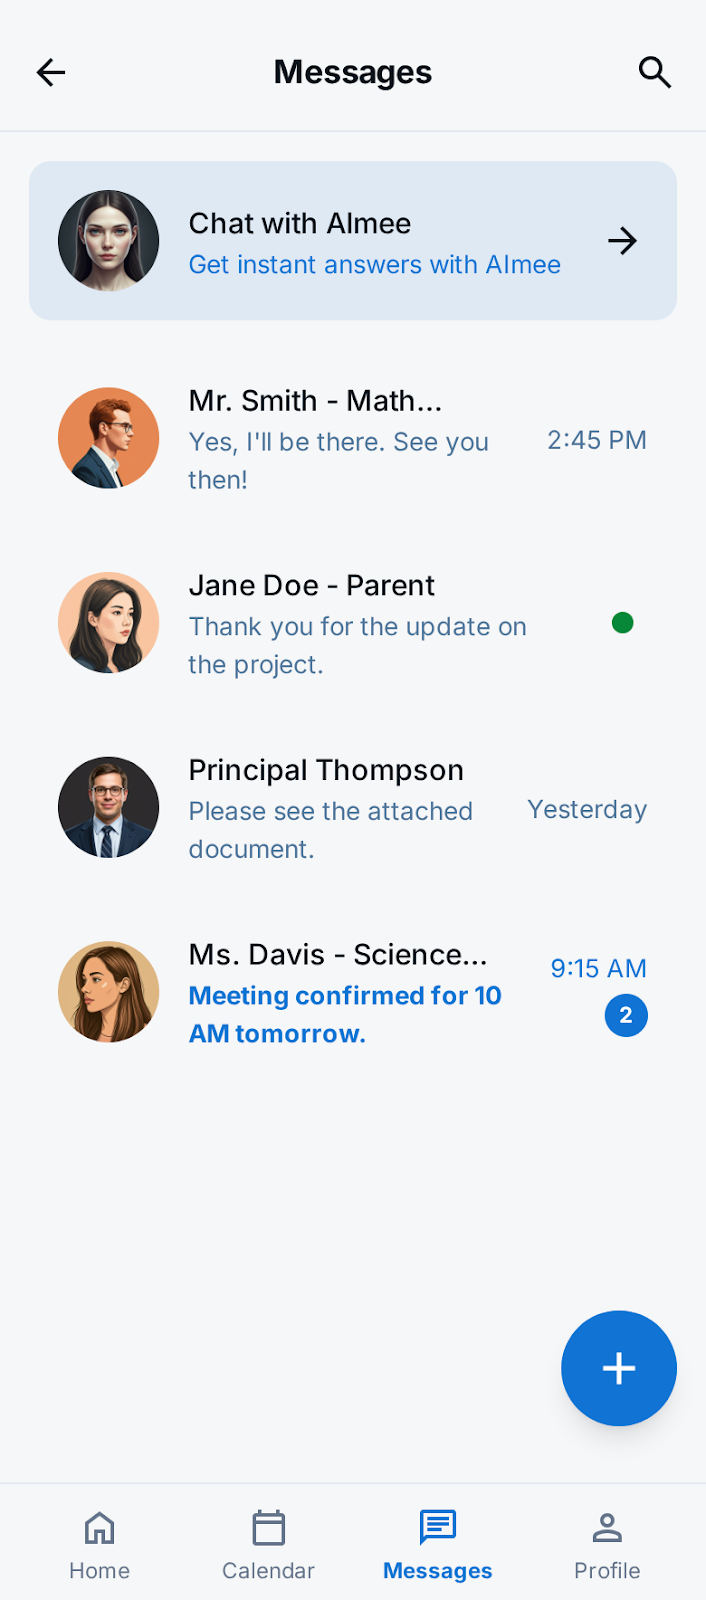 Messages
Chat with AImee
Get instant answers with AImee
Mr. Smith - Math...
Yes, I'll be there. See you
then!
2:45 PM
Jane Doe - Parent
Thank you for the update on
the project.
Principal Thompson
Please see the attached
document.
Yesterday
Ms. Davis - Science...
Meeting confirmed for 10
AM tomorrow.
9:15 AM
2
Home
Calendar
Messages
Profile